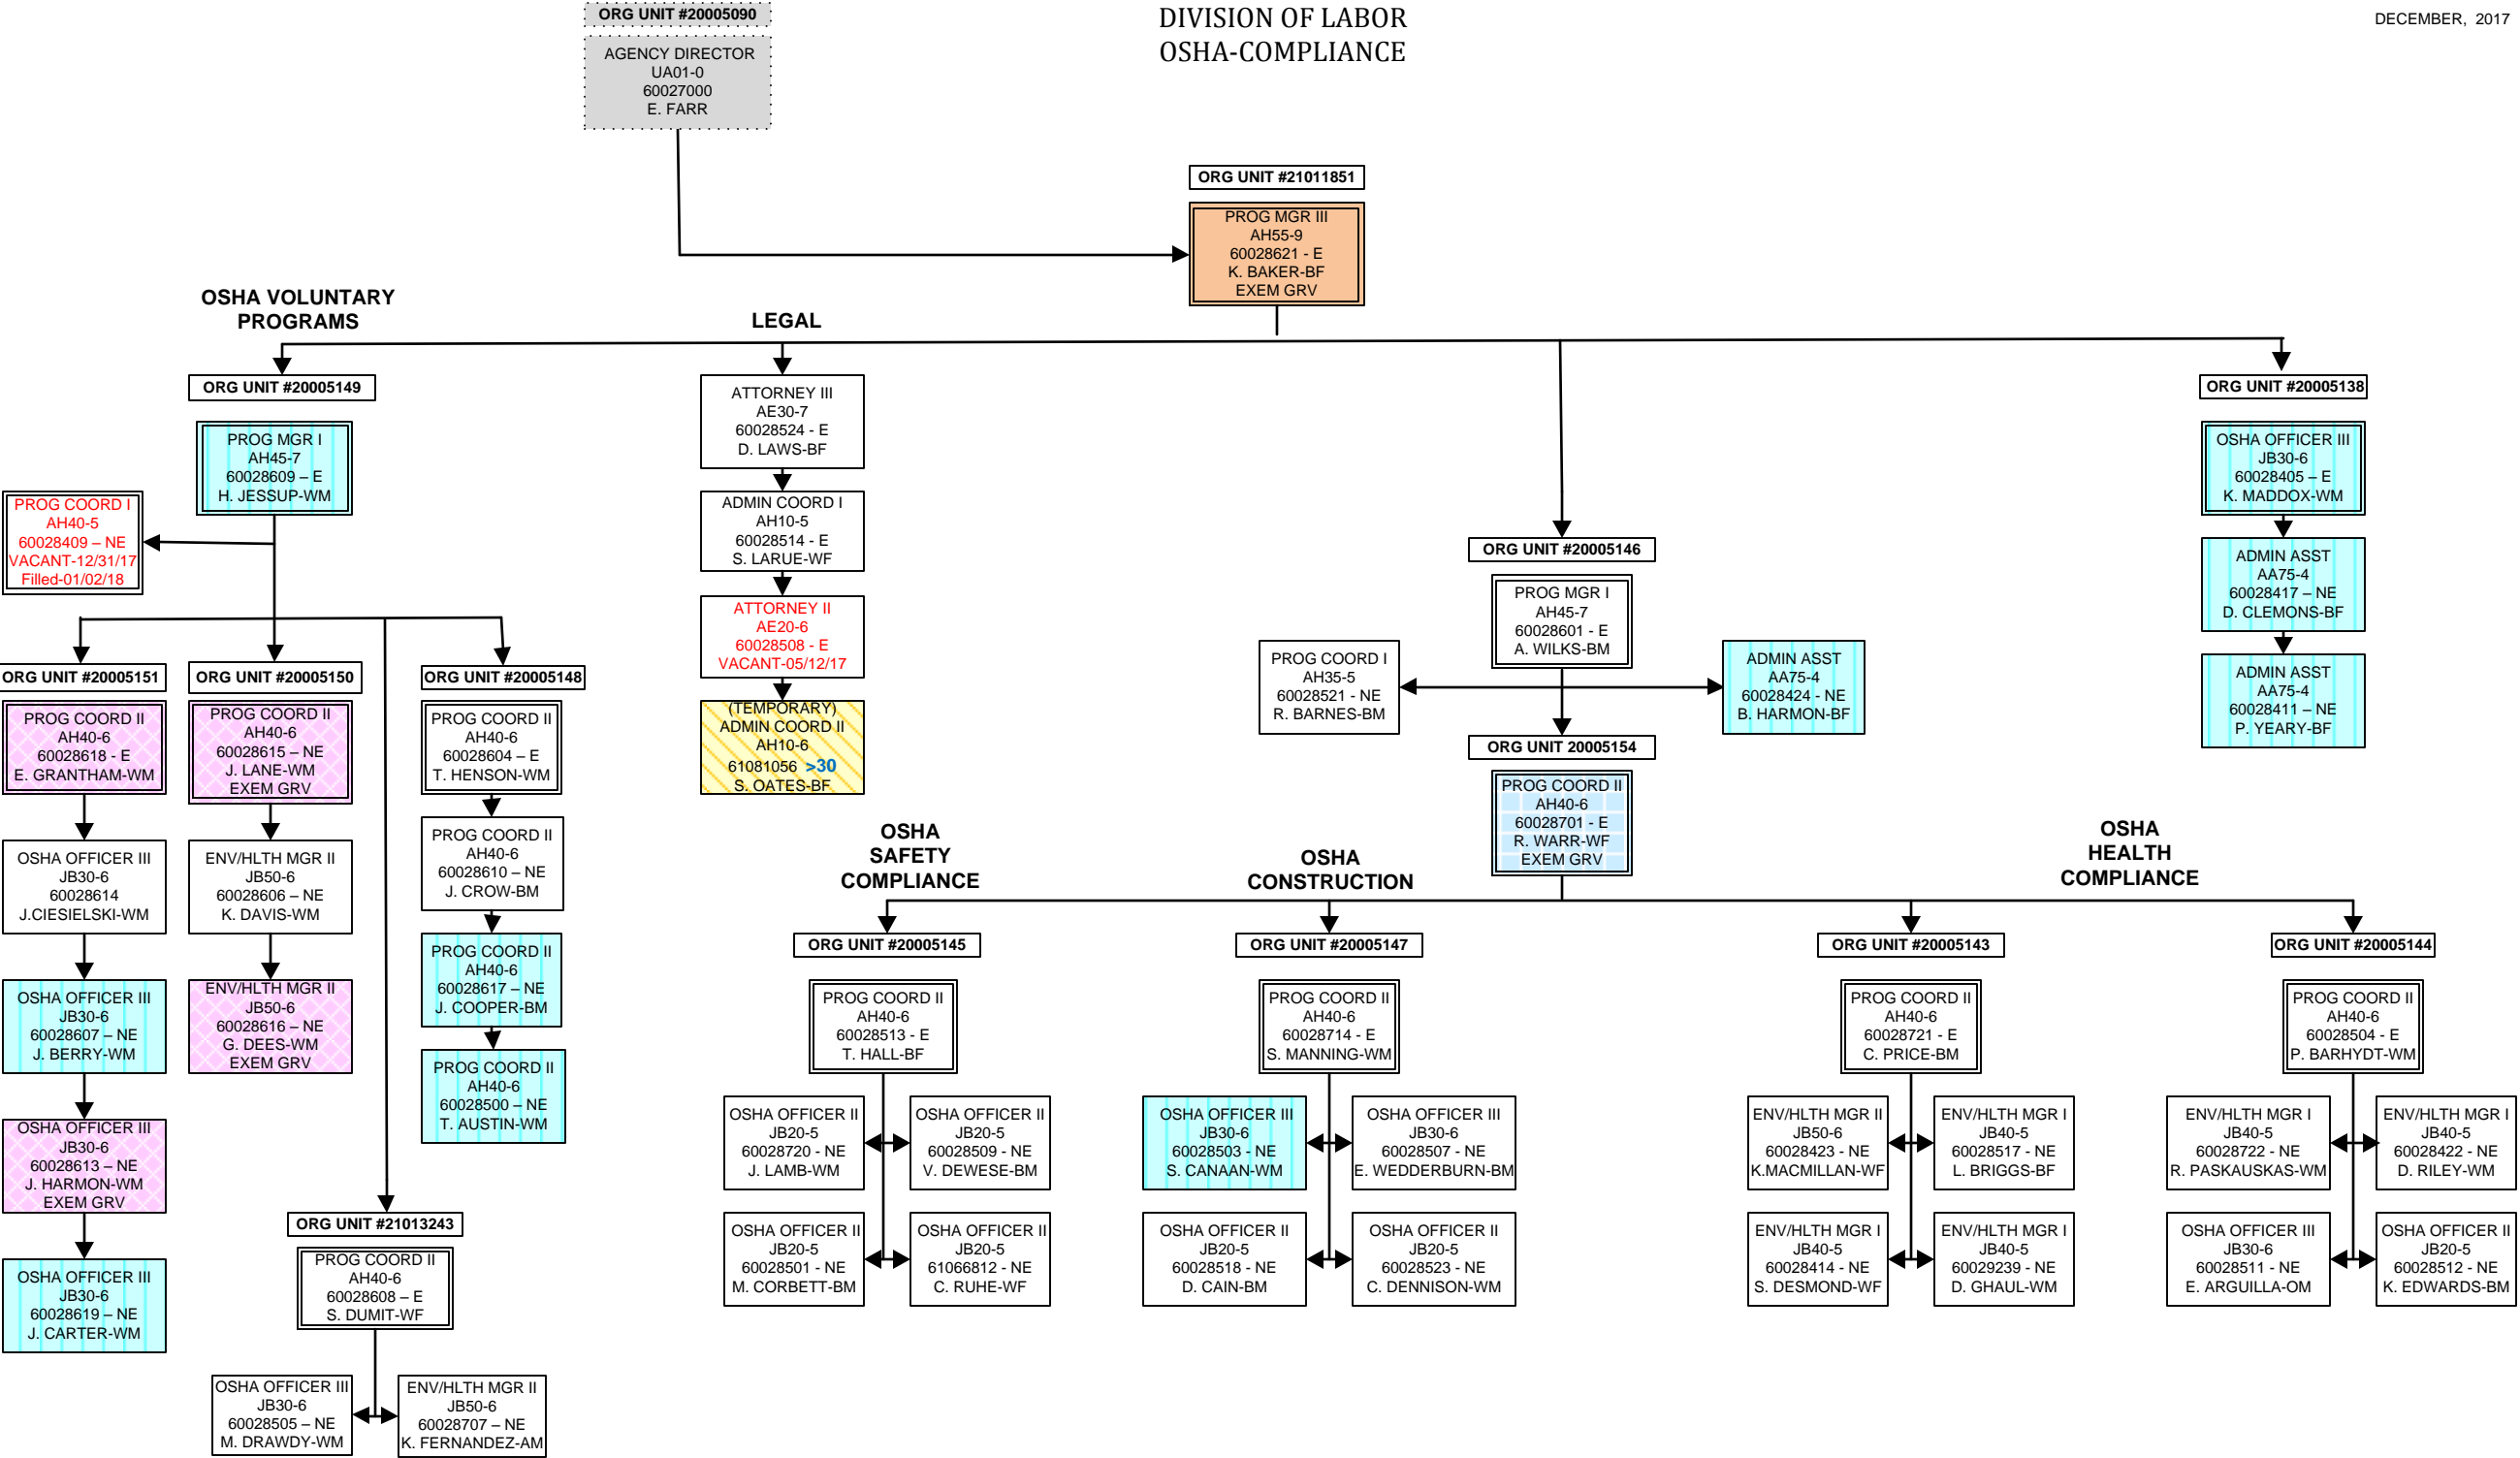 ORG UNIT #20005090
AGENCY DIRECTOR
UA01-0
60027000
E. FARR
DIVISION OF LABOR
OSHA-COMPLIANCE
DECEMBER, 2017
ORG UNIT #21011851
PROG MGR III
AH55-9
60028621 - E
K. BAKER-BF
EXEM GRV
OSHA VOLUNTARY
PROGRAMS
LEGAL
ORG UNIT #20005149
PROG MGR I
AH45-7
60028609 – E
H. JESSUP-WM
PROG COORD I
AH40-5
60028409 – NE
VACANT-12/31/17
Filled-01/02/18
ORG UNIT #20005151
PROG COORD II
AH40-6
60028618 - E
E. GRANTHAM-WM
OSHA OFFICER III
JB30-6
60028614
J.CIESIELSKI-WM
OSHA OFFICER III
JB30-6
60028607 – NE
J. BERRY-WM
OSHA OFFICER III
JB30-6
60028613 – NE
J. HARMON-WM
EXEM GRV
OSHA OFFICER III
JB30-6
60028619 – NE
J. CARTER-WM
ORG UNIT #20005150
PROG COORD II
AH40-6
60028615 – NE
J. LANE-WM
EXEM GRV
ENV/HLTH MGR II
JB50-6
60028606 – NE
K. DAVIS-WM
ENV/HLTH MGR II
JB50-6
60028616 – NE
G. DEES-WM
EXEM GRV
ORG UNIT #20005148
PROG COORD II
AH40-6
60028604 – E
T. HENSON-WM
PROG COORD II
AH40-6
60028610 – NE
J. CROW-BM
PROG COORD II
AH40-6
60028617 – NE
J. COOPER-BM
PROG COORD II
AH40-6
60028500 – NE
T. AUSTIN-WM
ORG UNIT #21013243
PROG COORD II
AH40-6
60028608 – E
S. DUMIT-WF
OSHA OFFICER III
JB30-6
60028505 – NE
M. DRAWDY-WM
ENV/HLTH MGR II
JB50-6
60028707 – NE
K. FERNANDEZ-AM
ATTORNEY III
AE30-7
60028524 - E
D. LAWS-BF
ADMIN COORD I
AH10-5
60028514 - E
S. LARUE-WF
ATTORNEY II
AE20-6
60028508 - E
VACANT-05/12/17
(TEMPORARY)
ADMIN COORD II
AH10-6
61081056 >30
S. OATES-BF
ORG UNIT #20005146
PROG MGR I
AH45-7
60028601 - E
A. WILKS-BM
PROG COORD I
AH35-5
60028521 - NE
R. BARNES-BM
ADMIN ASST
AA75-4
60028424 - NE
B. HARMON-BF
ORG UNIT 20005154
PROG COORD II
AH40-6
60028701 - E
R. WARR-WF
EXEM GRV
ORG UNIT #20005138
OSHA OFFICER III
JB30-6
60028405 – E
K. MADDOX-WM
ADMIN ASST
AA75-4
60028417 – NE
D. CLEMONS-BF
ADMIN ASST
AA75-4
60028411 – NE
P. YEARY-BF
OSHA
SAFETY
COMPLIANCE
OSHA
CONSTRUCTION
OSHA
HEALTH
COMPLIANCE
ORG UNIT #20005145
PROG COORD II
AH40-6
60028513 - E
T. HALL-BF
OSHA OFFICER II
JB20-5
60028720 - NE
J. LAMB-WM
OSHA OFFICER II
JB20-5
60028509 - NE
V. DEWESE-BM
OSHA OFFICER II
JB20-5
60028501 - NE
M. CORBETT-BM
OSHA OFFICER II
JB20-5
61066812 - NE
C. RUHE-WF
ORG UNIT #20005147
PROG COORD II
AH40-6
60028714 - E
S. MANNING-WM
OSHA OFFICER III
JB30-6
60028503 - NE
S. CANAAN-WM
OSHA OFFICER III
JB30-6
60028507 - NE
E. WEDDERBURN-BM
OSHA OFFICER II
JB20-5
60028518 - NE
D. CAIN-BM
OSHA OFFICER II
JB20-5
60028523 - NE
C. DENNISON-WM
ORG UNIT #20005143
PROG COORD II
AH40-6
60028721 - E
C. PRICE-BM
ENV/HLTH MGR II
JB50-6
60028423 - NE
K.MACMILLAN-WF
ENV/HLTH MGR I
JB40-5
60028517 - NE
L. BRIGGS-BF
ENV/HLTH MGR I
JB40-5
60028414 - NE
S. DESMOND-WF
ENV/HLTH MGR I
JB40-5
60029239 - NE
D. GHAUL-WM
ORG UNIT #20005144
PROG COORD II
AH40-6
60028504 - E
P. BARHYDT-WM
ENV/HLTH MGR I
JB40-5
60028722 - NE
R. PASKAUSKAS-WM
ENV/HLTH MGR I
JB40-5
60028422 - NE
D. RILEY-WM
OSHA OFFICER III
JB30-6
60028511 - NE
E. ARGUILLA-OM
OSHA OFFICER II
JB20-5
60028512 - NE
K. EDWARDS-BM